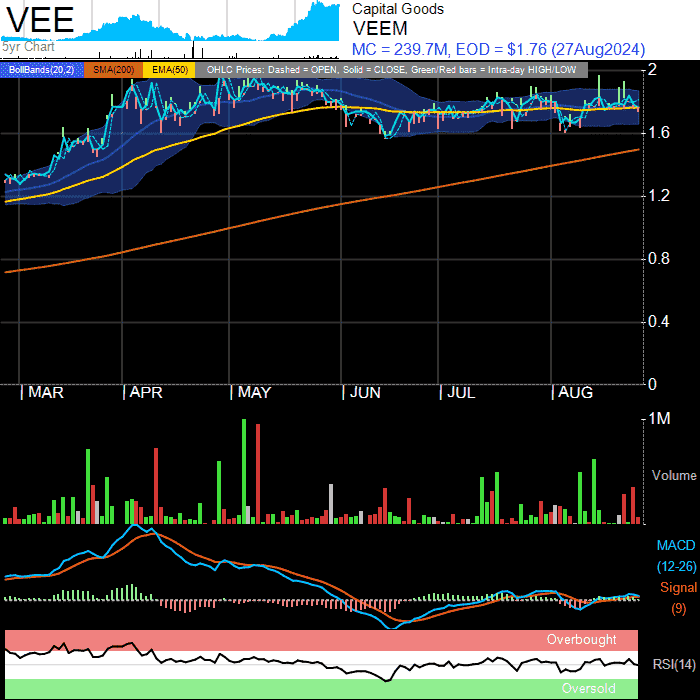 VEE
5yr Chart
Capital Goods
VEEM
MC = 239.7M, EOD = $1.76 (27Aug2024)
BollBands(20,2) SMA(200) EMA(50) OHLC Prices: Dashed = OPEN, Solid = CLOSE, Green/Red bars = Intra-day HIGH/LOW
2
1.6
1.2
0.8
0.4
0
MAR APR MAY JUN JUL AUG
1M
Volume
MACD
(12-26)
Signal
(9)
Overbought
RSI(14)
Oversold